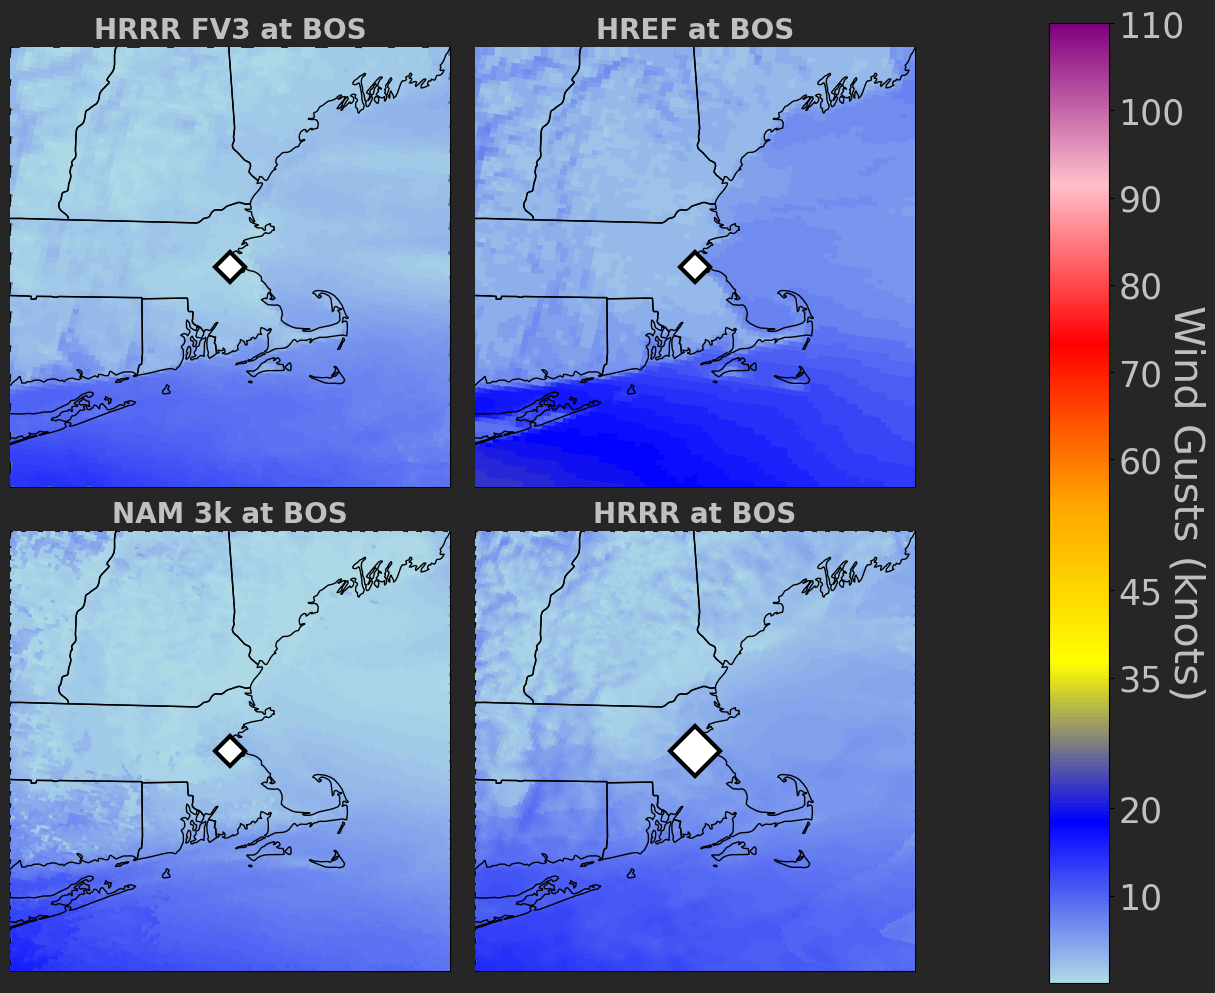 HRRR FV3 at BOS
HREF at BOS
NAM 3k at BOS
HRRR at BOS
110
100
90
80
70
60
45
35
20
10
Wind Gusts (knots)